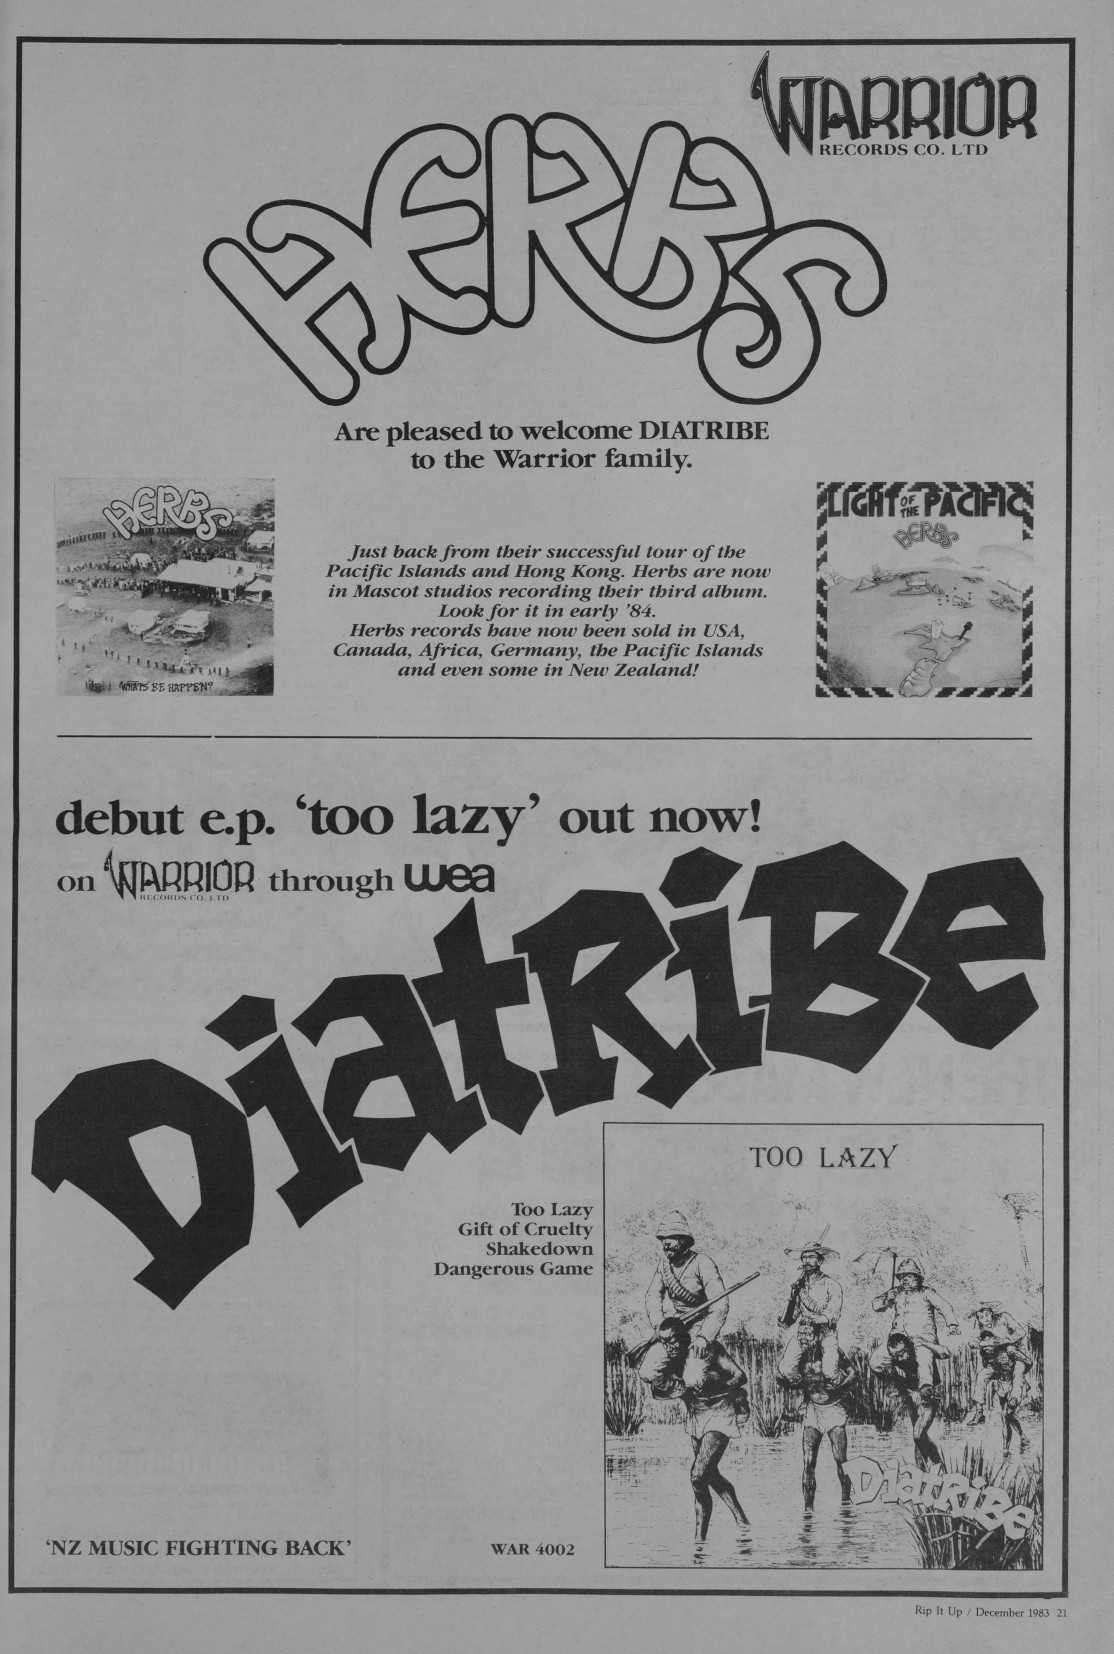 WARRIOR
RECORDS CO. LTD
HERBS
Are pleased to welcome DIATRIBE
to the Warrior family.
HERBS
WHATS' BE HAPPEN?
Just back from their successful tour of the
Pacific Islands and Hong Kong. Herbs are now
in Mascot studios recording their third album.
Look for it in early '84.
Herbs records have now been sold in USA,
Canada, Africa, Germany, the Pacific Islands
and even some in New Zealand!
LIGHT OF THE PACIFIC
HERBS
debut e.p. 'too lazy' out now!
on WARRIOR RECORDS CO. LTD through wea
DiatRiBe
Too Lazy
Gift of Cruelty
Shakedown
Dangerous Game
TOO LAZY
DiatRiBe
'NZ MUSIC FIGHTING BACK'
WAR 4002
Rip It Up / December 1983 21